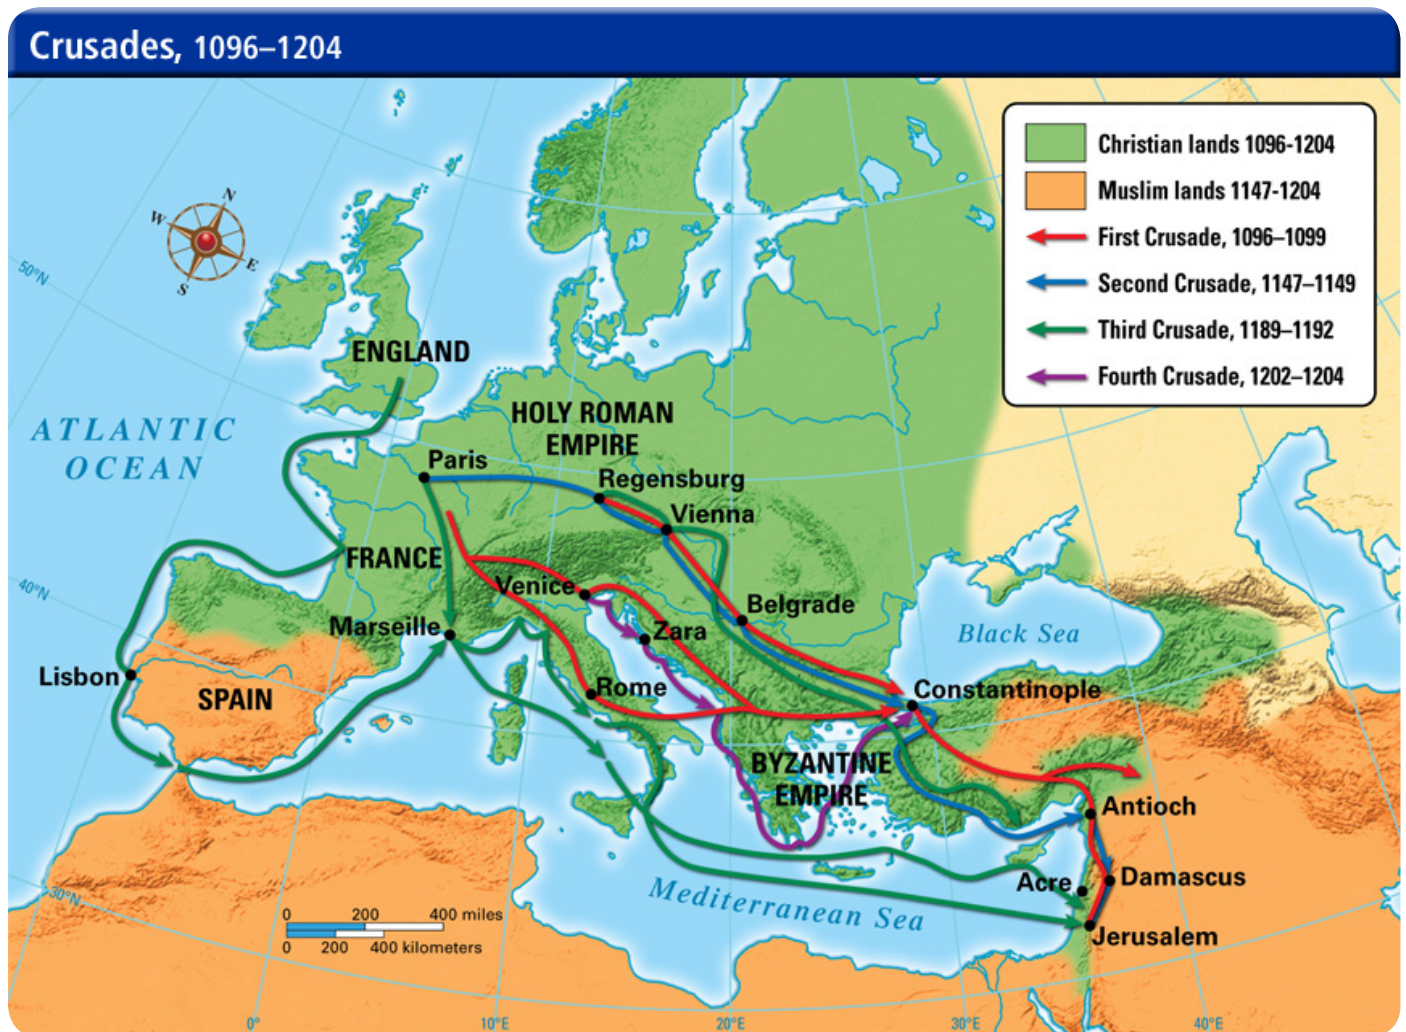 Crusades, 1096–1204
Christian lands 1096-1204
Muslim lands 1147-1204
First Crusade, 1096–1099
Second Crusade, 1147–1149
Third Crusade, 1189–1192
Fourth Crusade, 1202–1204
N
W
E
S
50°N
ENGLAND
ATLANTIC
OCEAN
HOLY ROMAN
EMPIRE
Paris
Regensburg
Vienna
FRANCE
40°N
Venice
Belgrade
Marseille
Zara
Black Sea
Lisbon
SPAIN
Rome
Constantinople
BYZANTINE
EMPIRE
Antioch
Acre
Damascus
30°N
Mediterranean Sea
Jerusalem
0 200 400 miles
0 200 400 kilometers
0°
10°E
20°E
30°E
40°E